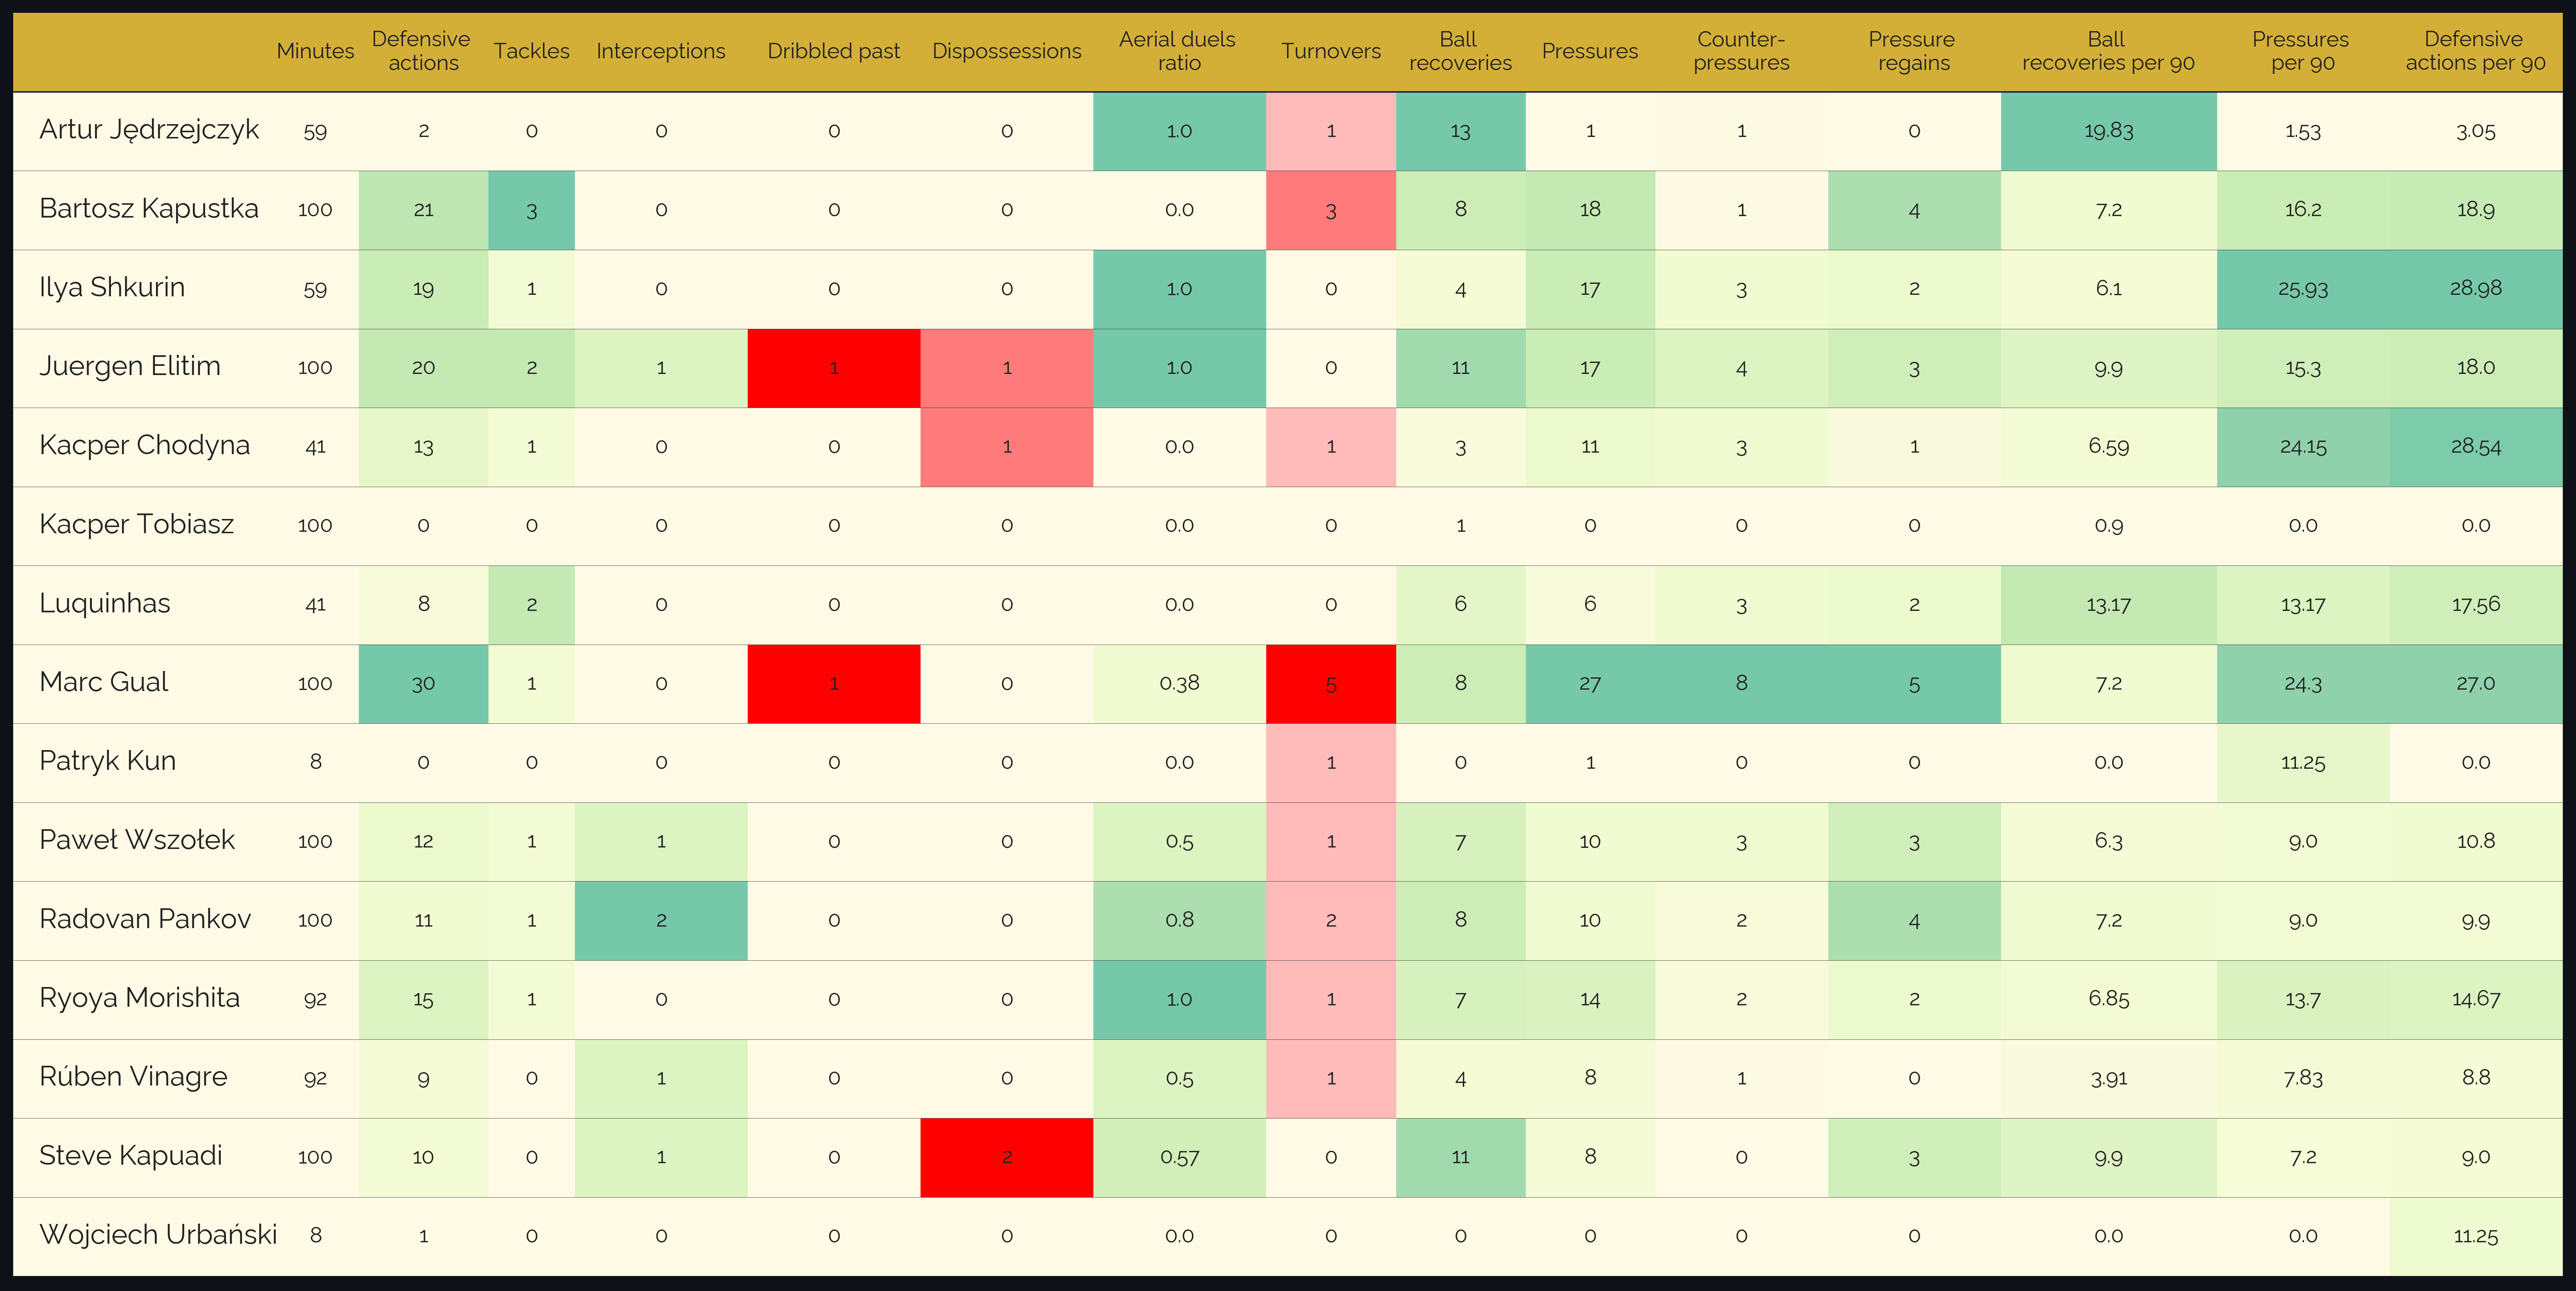 Minutes Defensive actions Tackles Interceptions Dribbled past Dispossessions Aerial duels ratio Turnovers Ball recoveries Pressures Counter-pressures Pressure regains Ball recoveries per 90 Pressures per 90 Defensive actions per 90
Artur Jędrzejczyk 59 2 0 0 0 0 1.0 1 13 1 1 0 19.83 1.53 3.05
Bartosz Kapustka 100 21 3 0 0 0 0.0 3 8 18 1 4 7.2 16.2 18.9
Ilya Shkurin 59 19 1 0 0 0 1.0 0 4 17 3 2 6.1 25.93 28.98
Juergen Elitim 100 20 2 1 1 1 1.0 0 11 17 4 3 9.9 15.3 18.0
Kacper Chodyna 41 13 1 0 0 1 0.0 1 3 11 3 1 6.59 24.15 28.54
Kacper Tobiasz 100 0 0 0 0 0 0.0 0 1 0 0 0 0.9 0.0 0.0
Luquinhas 41 8 2 0 0 0 0.0 0 6 6 3 2 13.17 13.17 17.56
Marc Gual 100 30 1 0 1 0 0.38 5 8 27 8 5 7.2 24.3 27.0
Patryk Kun 8 0 0 0 0 0 0.0 1 0 1 0 0 0.0 11.25 0.0
Paweł Wszołek 100 12 1 1 0 0 0.5 1 7 10 3 3 6.3 9.0 10.8
Radovan Pankov 100 11 1 2 0 0 0.8 2 8 10 2 4 7.2 9.0 9.9
Ryoya Morishita 92 15 1 0 0 0 1.0 1 7 14 2 2 6.85 13.7 14.67
Rúben Vinagre 92 9 0 1 0 0 0.5 1 4 8 1 0 3.91 7.83 8.8
Steve Kapuadi 100 10 0 1 0 2 0.57 0 11 8 0 3 9.9 7.2 9.0
Wojciech Urbański 8 1 0 0 0 0 0.0 0 0 0 0 0 0.0 0.0 11.25